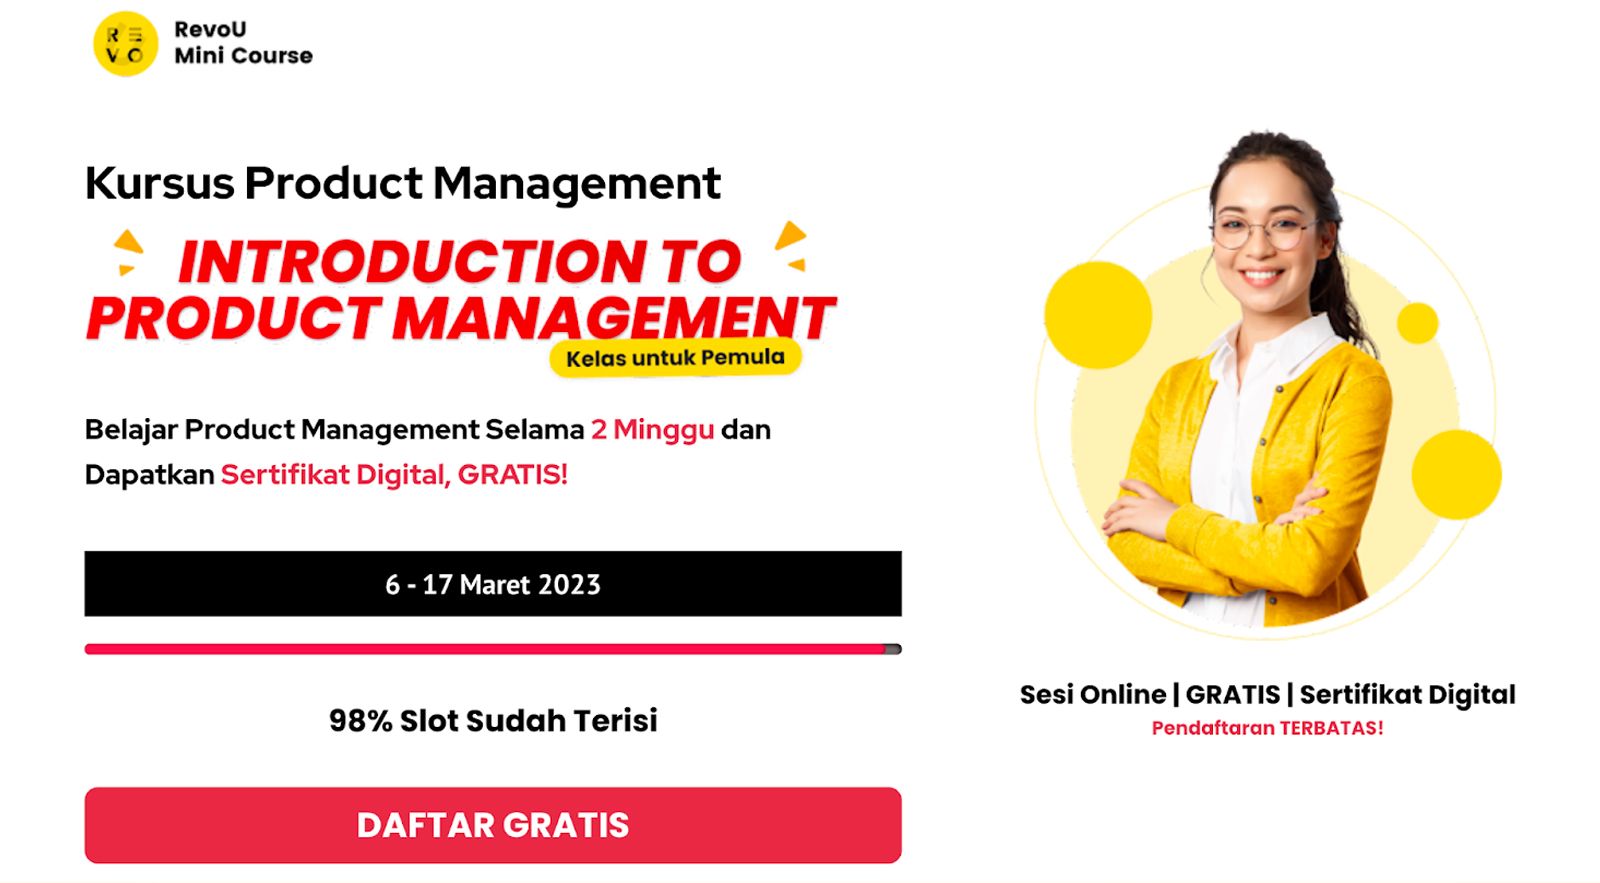 REVO
RevoU
Mini Course
Kursus Product Management
INTRODUCTION TO
PRODUCT MANAGEMENT
Kelas untuk Pemula
Belajar Product Management Selama 2 Minggu dan
Dapatkan Sertifikat Digital, GRATIS!
6 - 17 Maret 2023
98% Slot Sudah Terisi
DAFTAR GRATIS
Sesi Online | GRATIS | Sertifikat Digital
Pendaftaran TERBATAS!